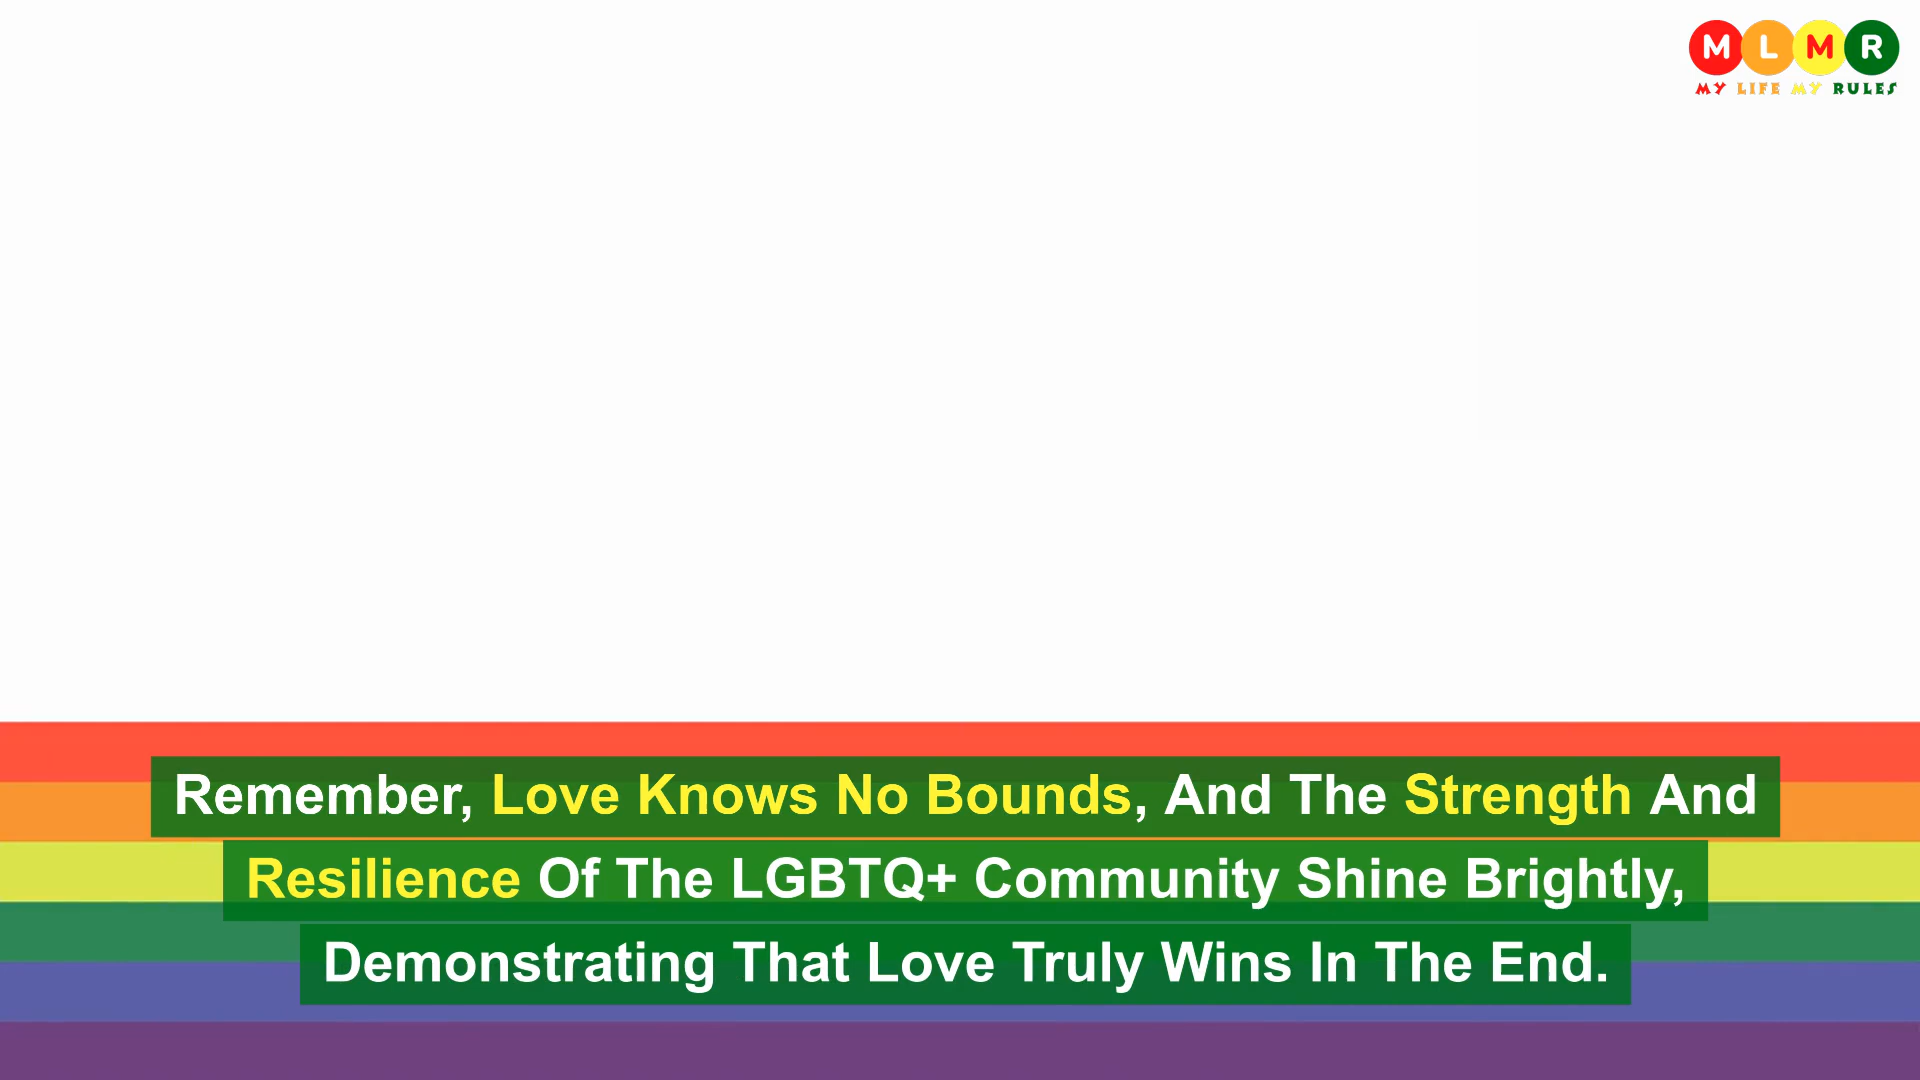 M L M R
MY LIFE MY RULES
Remember, Love Knows No Bounds, And The Strength And
Resilience Of The LGBTQ+ Community Shine Brightly,
Demonstrating That Love Truly Wins In The End.